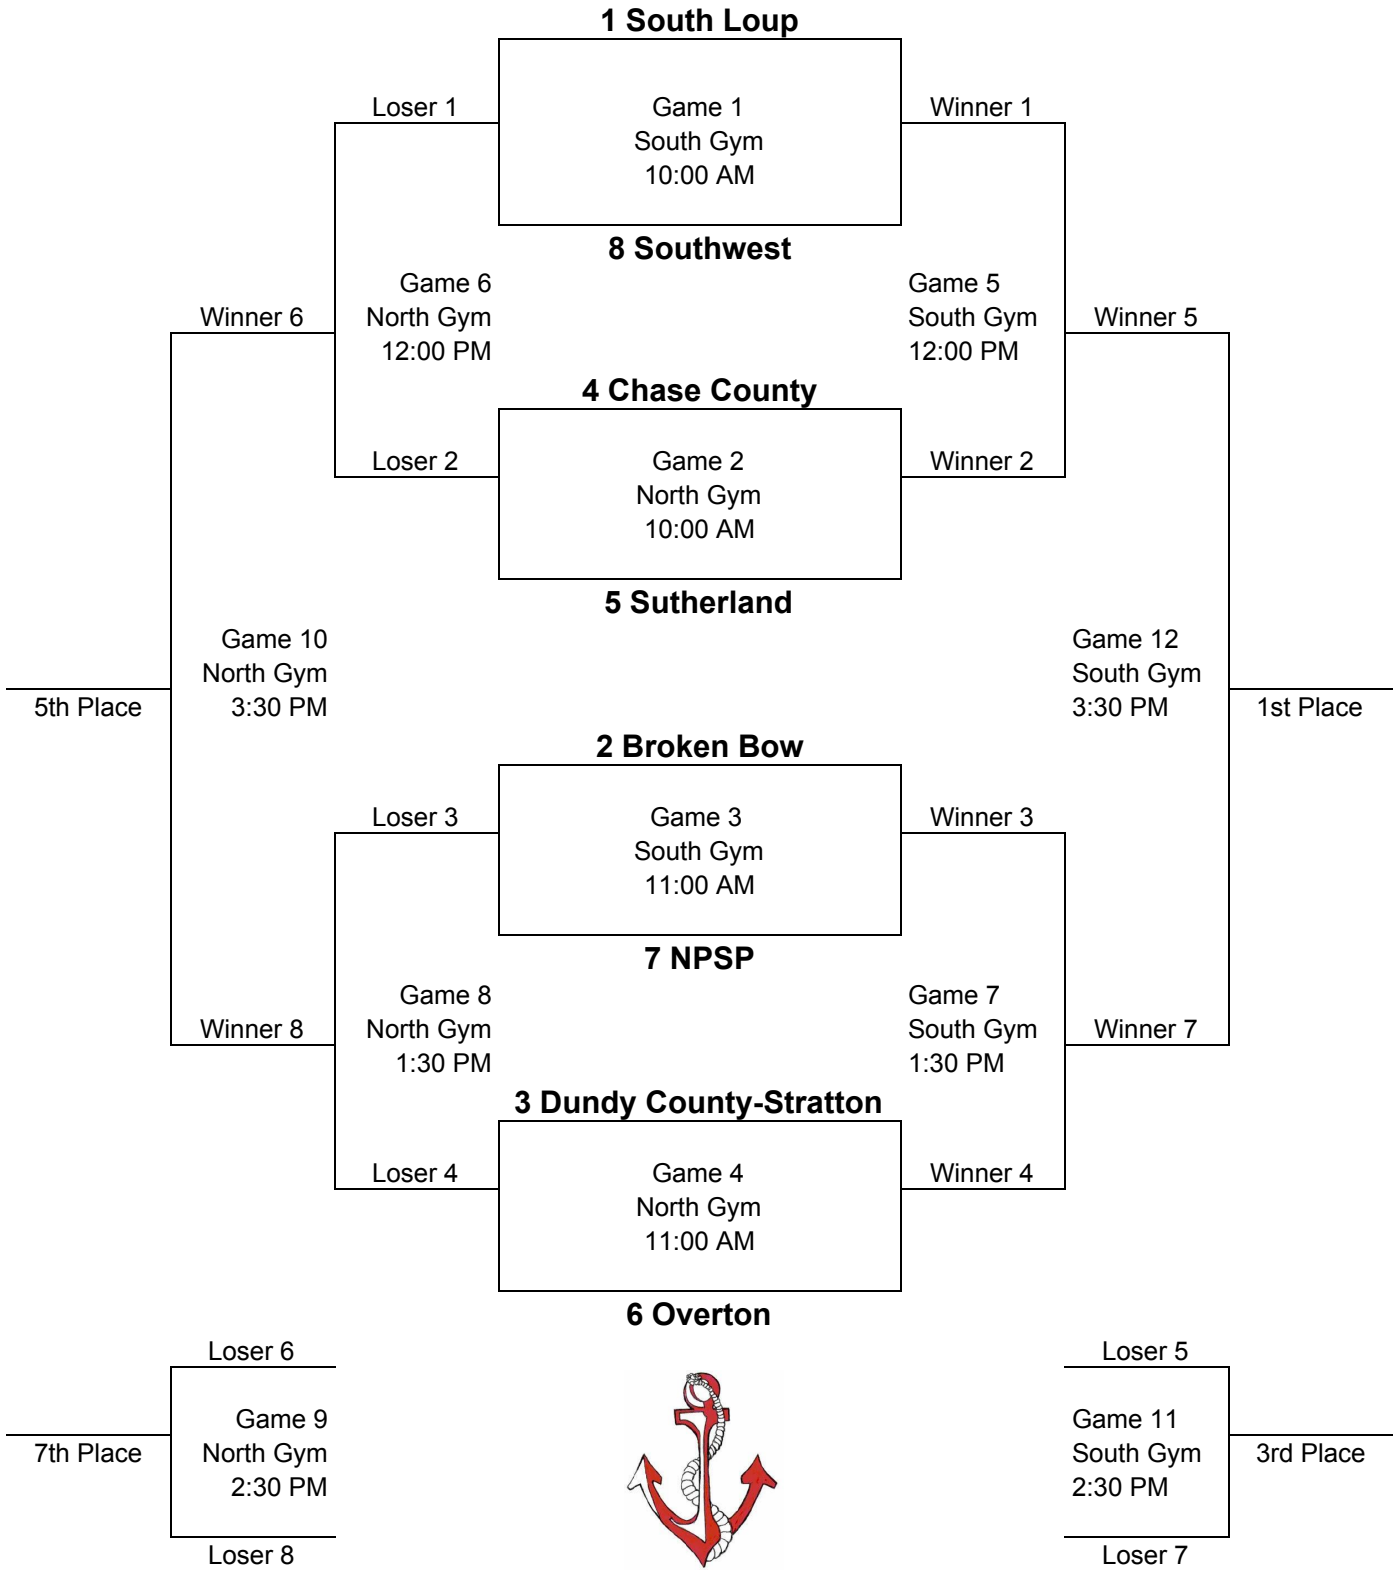 1 South Loup
Loser 1
Game 1
South Gym
10:00 AM
Winner 1
8 Southwest
Winner 6
Game 6
North Gym
12:00 PM
Game 5
South Gym
12:00 PM
Winner 5
4 Chase County
Loser 2
Game 2
North Gym
10:00 AM
Winner 2
5 Sutherland
5th Place
Game 10
North Gym
3:30 PM
Game 12
South Gym
3:30 PM
1st Place
2 Broken Bow
Loser 3
Game 3
South Gym
11:00 AM
Winner 3
7 NPSP
Winner 8
Game 8
North Gym
1:30 PM
Game 7
South Gym
1:30 PM
Winner 7
3 Dundy County-Stratton
Loser 4
Game 4
North Gym
11:00 AM
Winner 4
6 Overton
Loser 6
7th Place
Game 9
North Gym
2:30 PM
Loser 8
Loser 5
Game 11
South Gym
2:30 PM
3rd Place
Loser 7